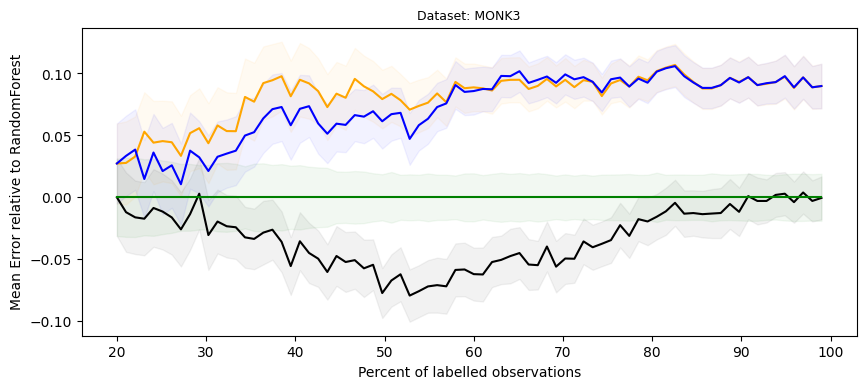 Dataset: MONK3
Mean Error relative to RandomForest
0.10
0.05
0.00
−0.05
−0.10
20 30 40 50 60 70 80 90 100
Percent of labelled observations